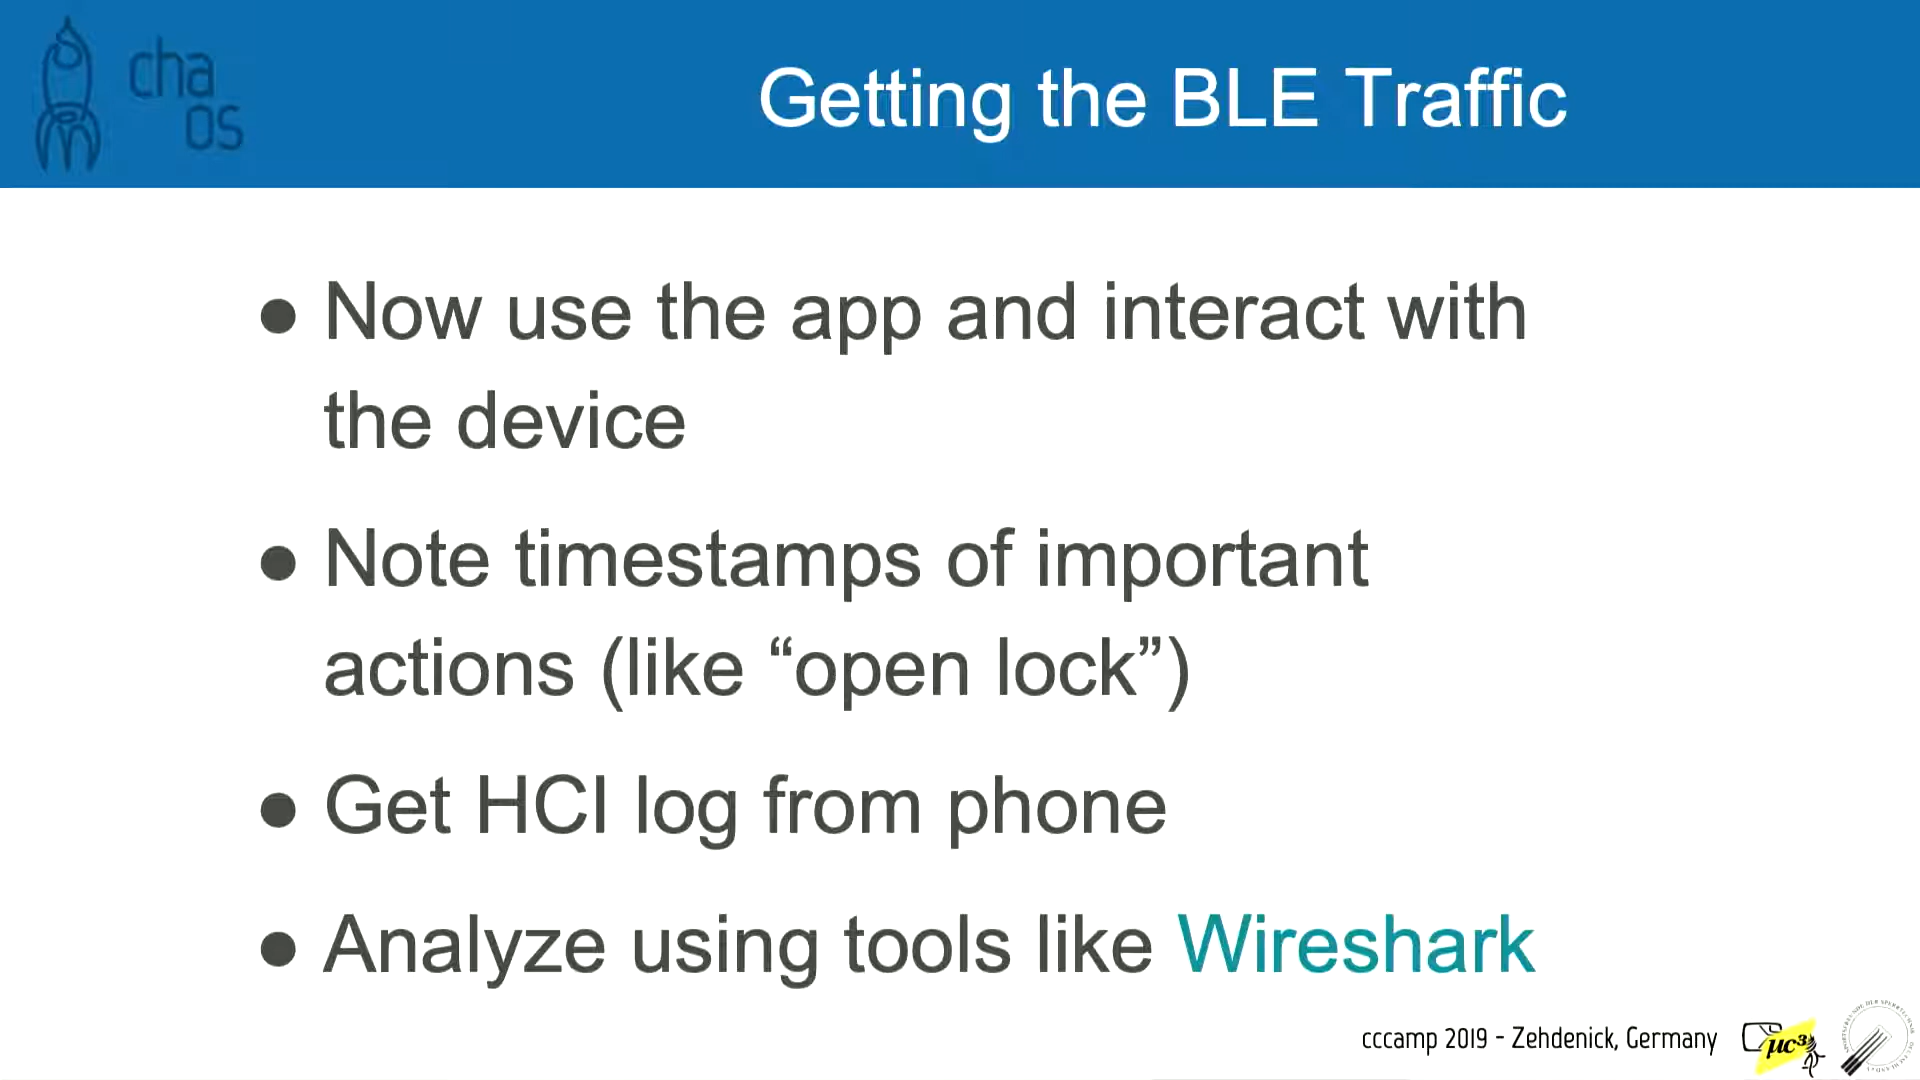 cha
os
Getting the BLE Traffic
● Now use the app and interact with
the device
● Note timestamps of important
actions (like “open lock”)
● Get HCI log from phone
● Analyze using tools like Wireshark
cccamp 2019 - Zehdenick, Germany
µc³